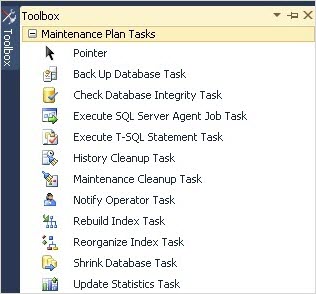 Toolbox
Toolbox
Maintenance Plan Tasks
Pointer
Back Up Database Task
Check Database Integrity Task
Execute SQL Server Agent Job Task
Execute T-SQL Statement Task
History Cleanup Task
Maintenance Cleanup Task
Notify Operator Task
Rebuild Index Task
Reorganize Index Task
Shrink Database Task
Update Statistics Task